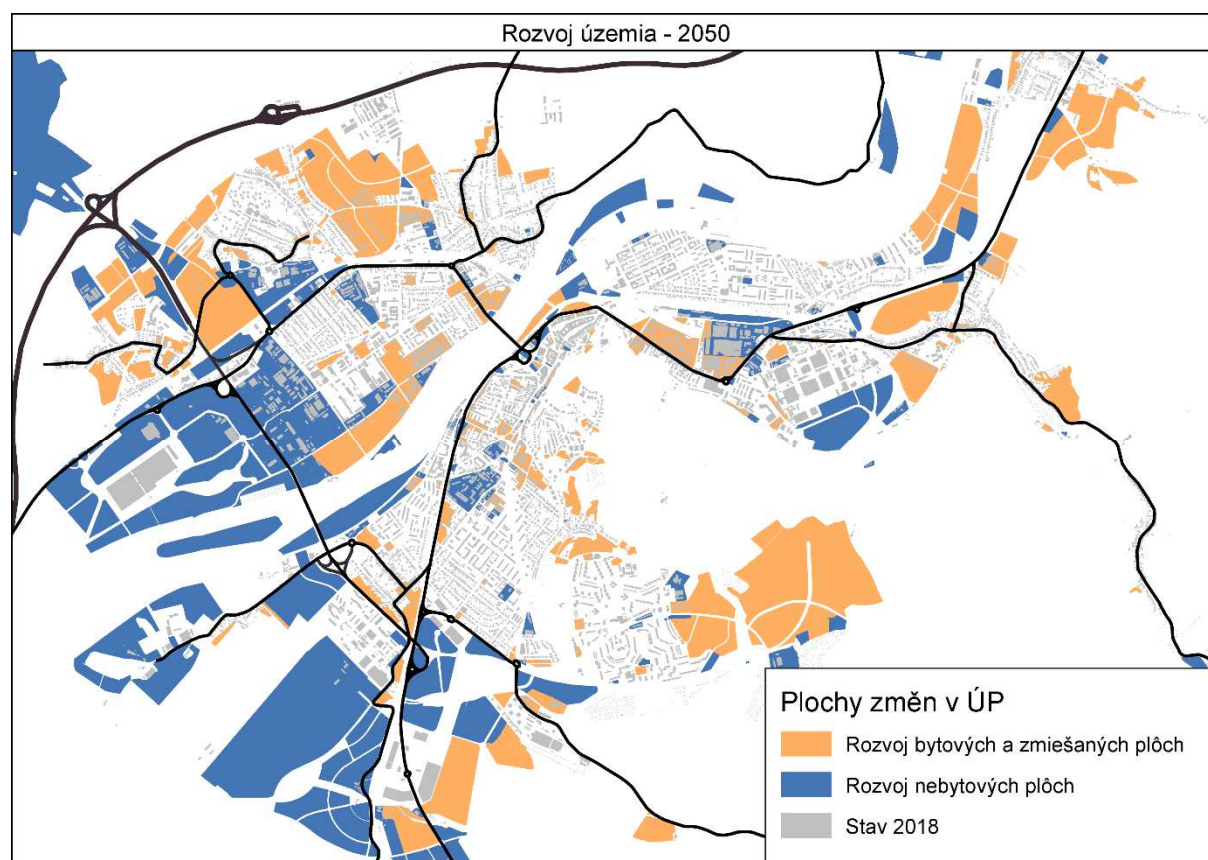 Rozvoj územia - 2050
Plochy změn v ÚP
Rozvoj bytových a zmiešaných plôch
Rozvoj nebytových plôch
Stav 2018